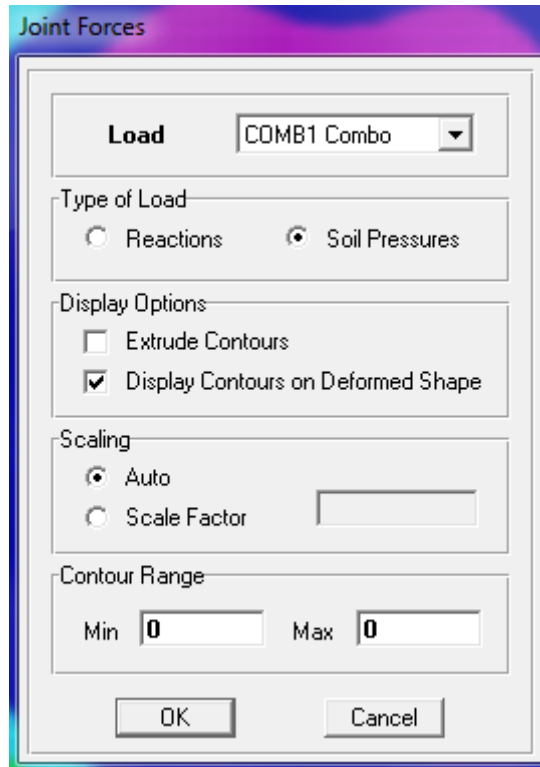 Joint Forces
Load COMB1 Combo
Type of Load
Reactions Soil Pressures
Display Options
Extrude Contours
Display Contours on Deformed Shape
Scaling
Auto
Scale Factor
Contour Range
Min 0 Max 0
OK Cancel